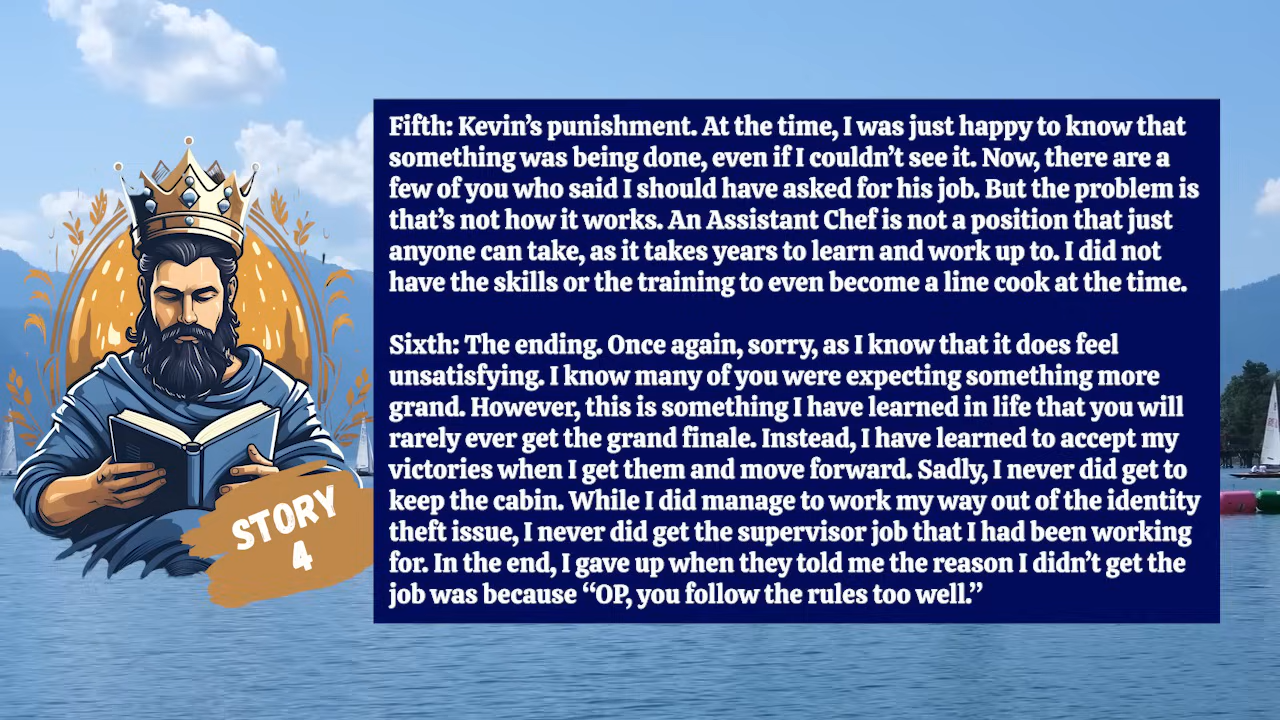 Fifth: Kevin’s punishment. At the time, I was just happy to know that
something was being done, even if I couldn’t see it. Now, there are a
few of you who said I should have asked for his job. But the problem is
that’s not how it works. An Assistant Chef is not a position that just
anyone can take, as it takes years to learn and work up to. I did not
have the skills or the training to even become a line cook at the time.
Sixth: The ending. Once again, sorry, as I know that it does feel
unsatisfying. I know many of you were expecting something more
grand. However, this is something I have learned in life that you will
rarely ever get the grand finale. Instead, I have learned to accept my
victories when I get them and move forward. Sadly, I never did get to
keep the cabin. While I did manage to work my way out of the identity
theft issue, I never did get the supervisor job that I had been working
for. In the end, I gave up when they told me the reason I didn’t get the
job was because “OP, you follow the rules too well.”
STORY
4